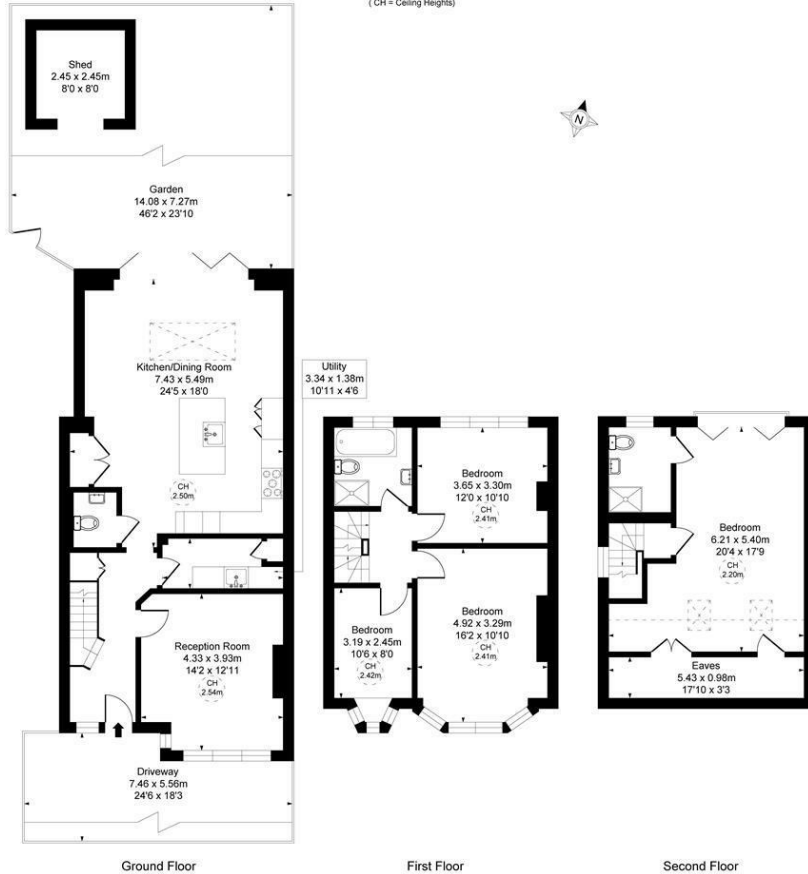 ( CH = Ceiling Heights)
Shed
2.45 x 2.45m
8'0 x 8'0
N
Garden
14.08 x 7.27m
46'2 x 23'10
Kitchen/Dining Room
7.43 x 5.49m
24'5 x 18'0
CH
2.50m
Utility
3.34 x 1.38m
10'11 x 4'6
Reception Room
4.33 x 3.93m
14'2 x 12'11
CH
2.54m
Driveway
7.46 x 5.56m
24'6 x 18'3
Ground Floor
Bedroom
3.65 x 3.30m
12'0 x 10'10
CH
2.41m
Bedroom
4.92 x 3.29m
16'2 x 10'10
CH
2.41m
Bedroom
3.19 x 2.45m
10'6 x 8'0
CH
2.42m
First Floor
Bedroom
6.21 x 5.40m
20'4 x 17'9
CH
2.20m
Eaves
5.43 x 0.98m
17'10 x 3'3
Second Floor